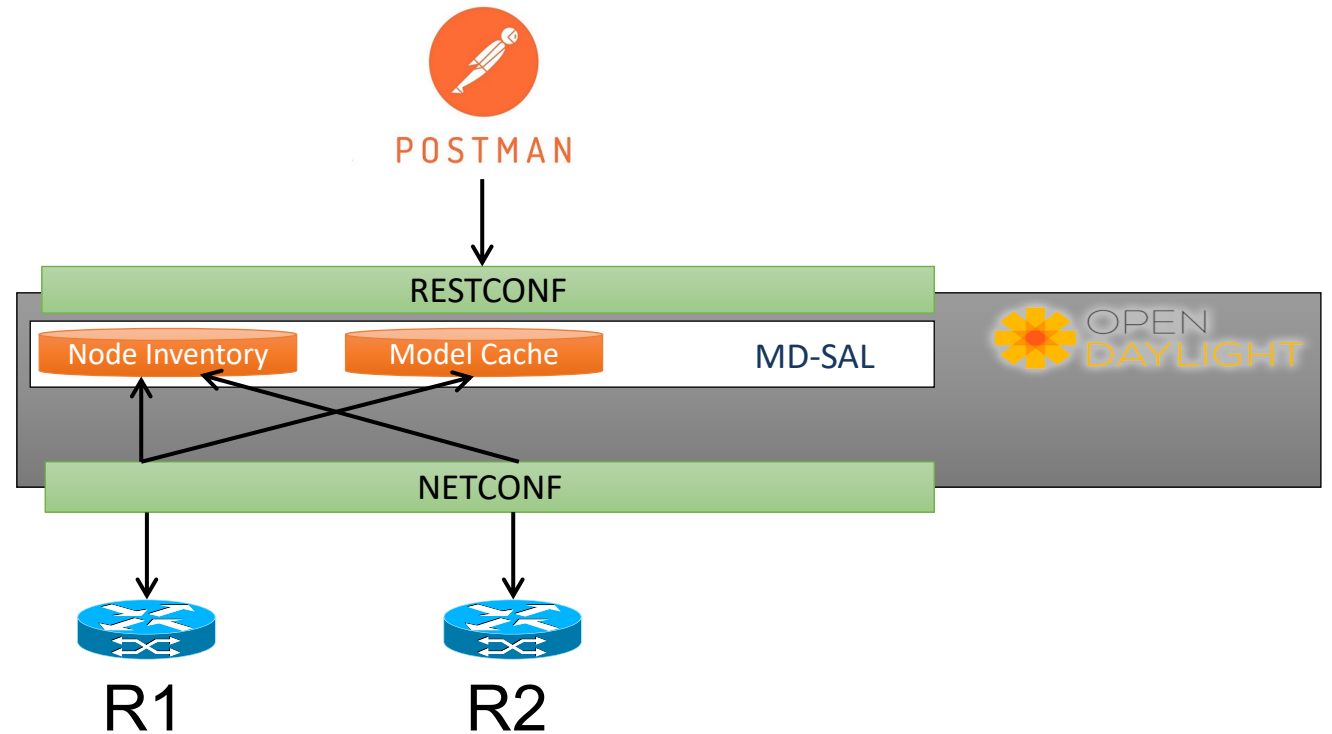 POSTMAN
RESTCONF
Node Inventory
Model Cache
MD-SAL
OPEN
DAYLIGHT
NETCONF
R1
R2